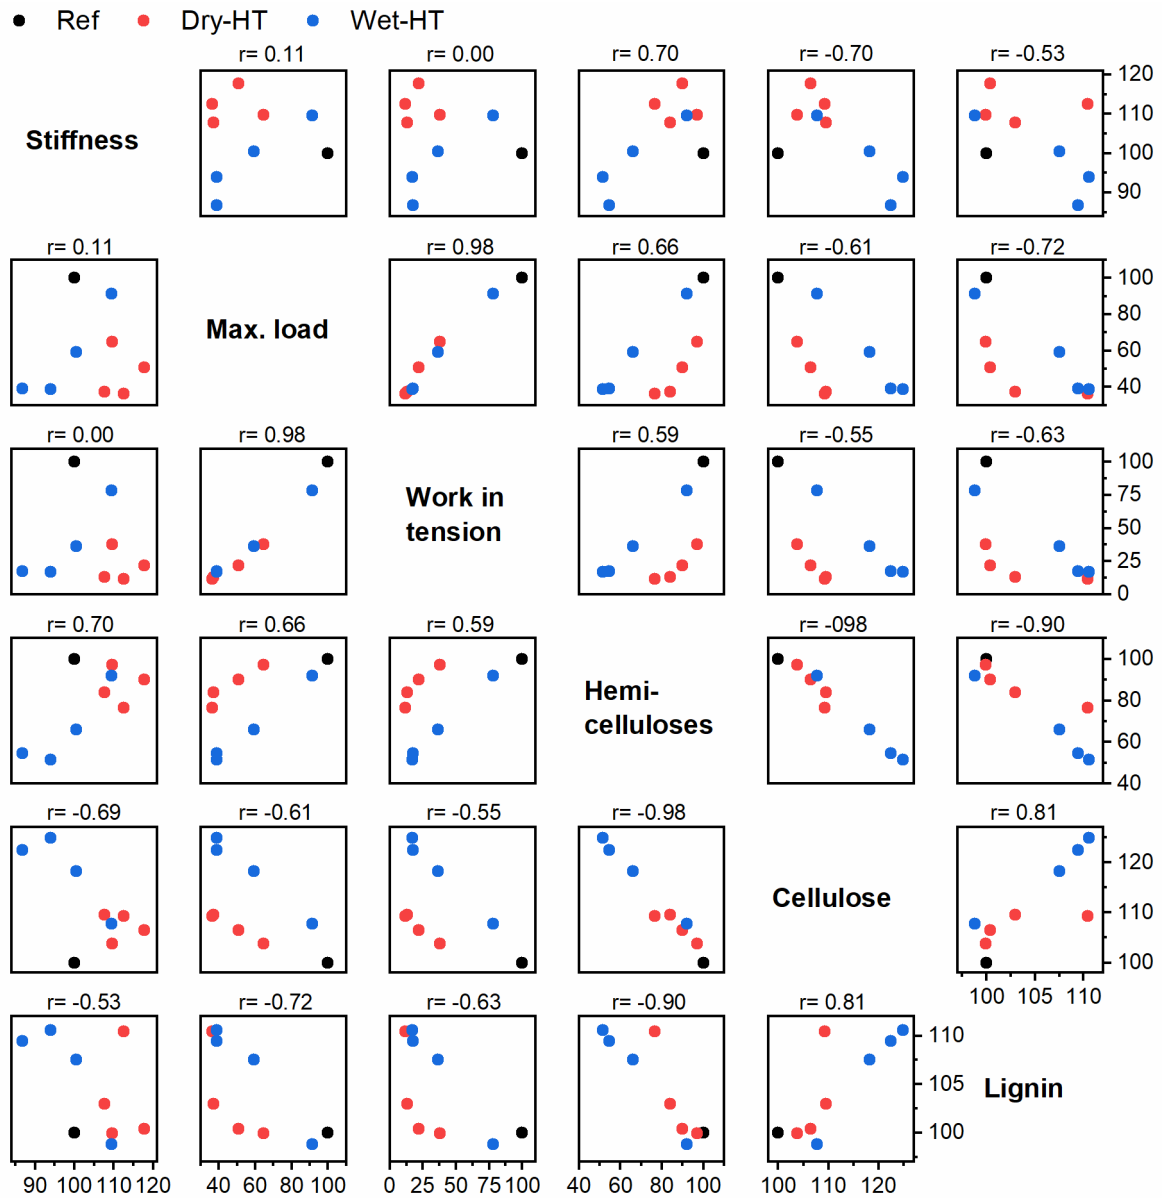 Ref Dry-HT Wet-HT
r= 0.11 r= 0.00 r= 0.70 r= -0.70 r= -0.53
Stiffness
120
110
100
90
r= 0.11 r= 0.98 r= 0.66 r= -0.61 r= -0.72
Max. load
100
80
60
40
r= 0.00 r= 0.98 r= 0.59 r= -0.55 r= -0.63
Work in
tension
100
75
50
25
0
r= 0.70 r= 0.66 r= 0.59 r= -098 r= -0.90
Hemi-
celluloses
100
80
60
40
r= -0.69 r= -0.61 r= -0.55 r= -0.98 r= 0.81
Cellulose
120
110
100
100 105 110
r= -0.53 r= -0.72 r= -0.63 r= -0.90 r= 0.81
Lignin
110
105
100
90 100 110 120 40 60 80 100 0 25 50 75 100 40 60 80 100 100 110 120